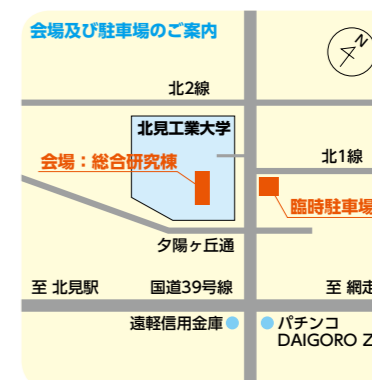 会場及び駐車場のご案内
N
北2線
北見工業大学
会場：総合研究棟
北1線
臨時駐車場
夕陽ヶ丘通
至 北見駅
国道39号線
至 網走
遠軽信用金庫
パチンコ
DAIGORO Z